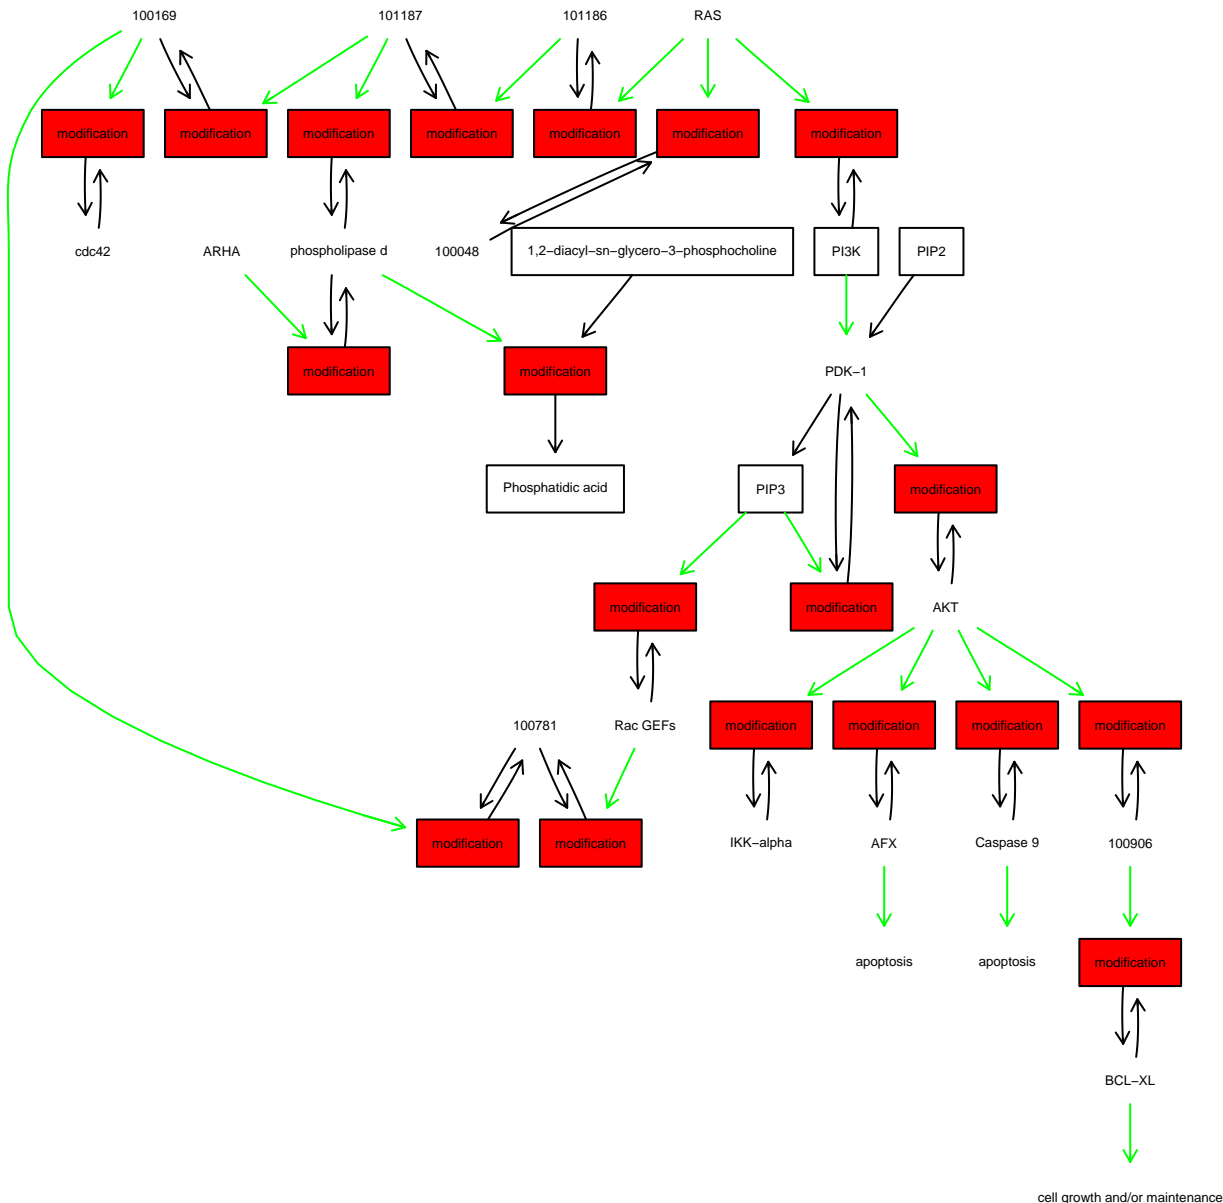 100169
101187
101186
RAS
modification
modification
modification
modification
modification
modification
modification
cdc42
ARHA
phospholipase d
100048
1,2−diacyl−sn−glycero−3−phosphocholine
PI3K
PIP2
modification
modification
PDK−1
Phosphatidic acid
PIP3
modification
modification
modification
AKT
100781
Rac GEFs
modification
modification
modification
modification
modification
modification
IKK−alpha
AFX
Caspase 9
100906
apoptosis
apoptosis
modification
BCL−XL
cell growth and/or maintenance